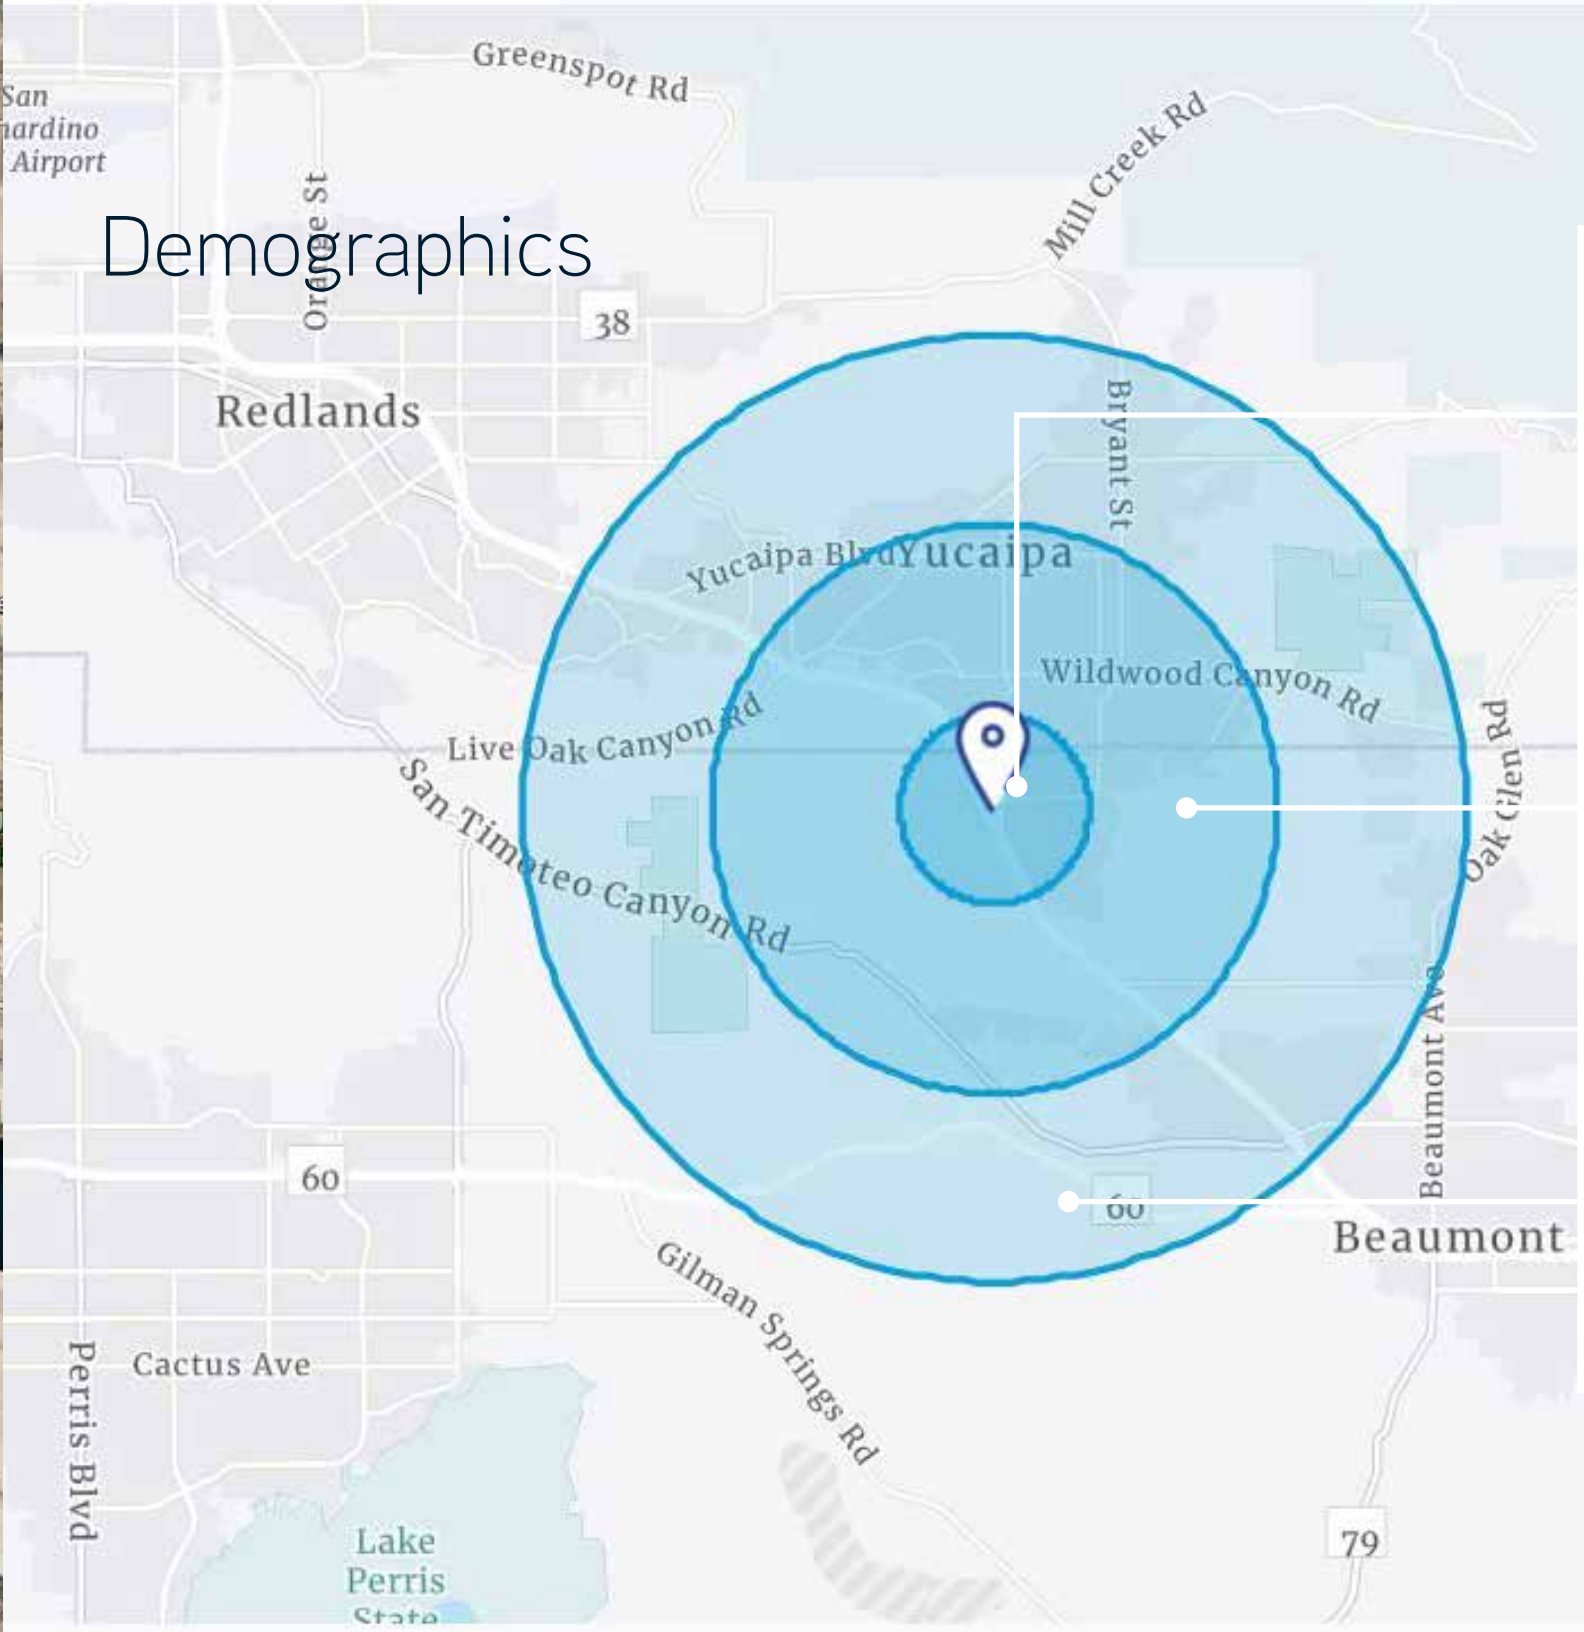 Greenspot Rd
San
nardino
Airport
Mill Creek Rd
Orange St
Demographics
38
Redlands
Bryant St
Yucaipa Blvd
Yucaipa
Wildwood Canyon Rd
Live Oak Canyon Rd
Oak Glen Rd
San Timoteo Canyon Rd
Beaumont Ave
60
60
Beaumont
Gilman Springs Rd
Perris Blvd
Cactus Ave
79
Lake
Perris
State